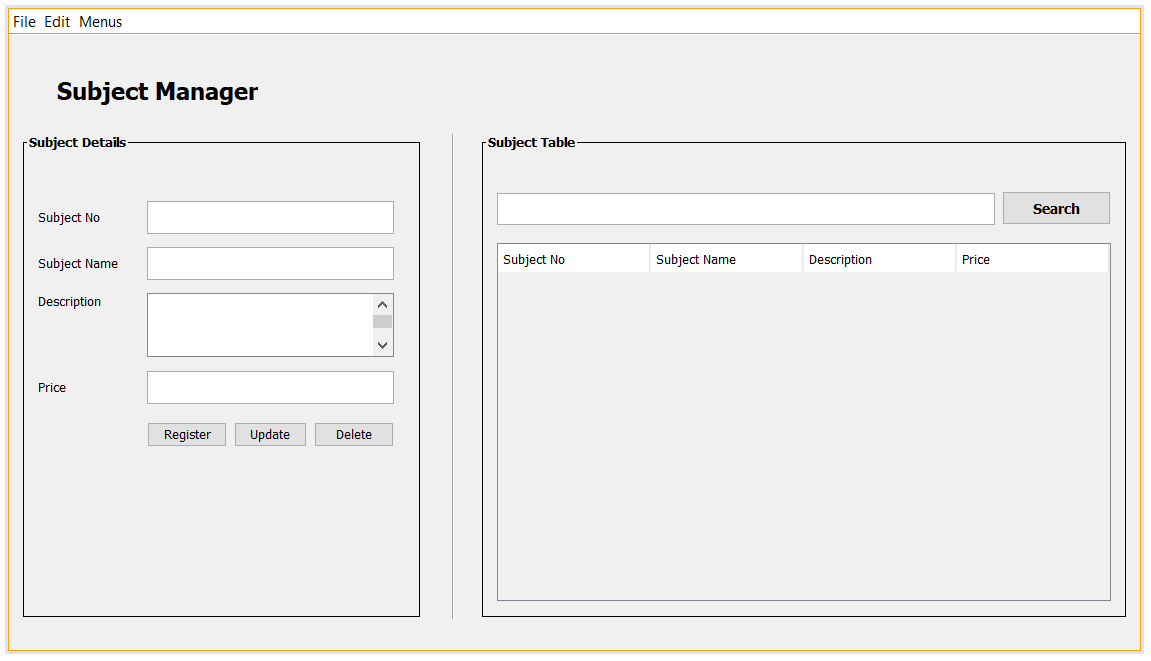 File Edit Menus
Subject Manager
Subject Details
Subject No
Subject Name
Description
Price
Register Update Delete
Subject Table
Search
Subject No Subject Name Description Price